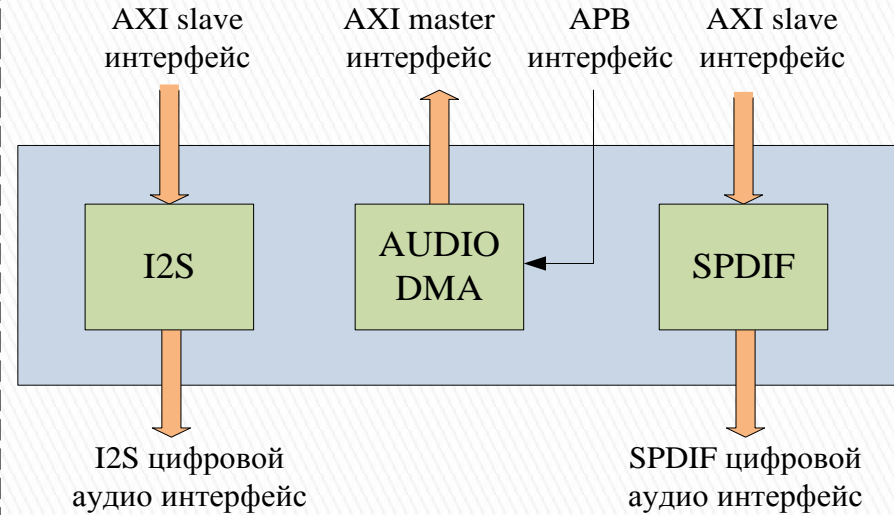 AXI slave
интерфейс
AXI master
интерфейс
APB
интерфейс
AXI slave
интерфейс
I2S
AUDIO
DMA
SPDIF
I2S цифровой
аудио интерфейс
SPDIF цифровой
аудио интерфейс